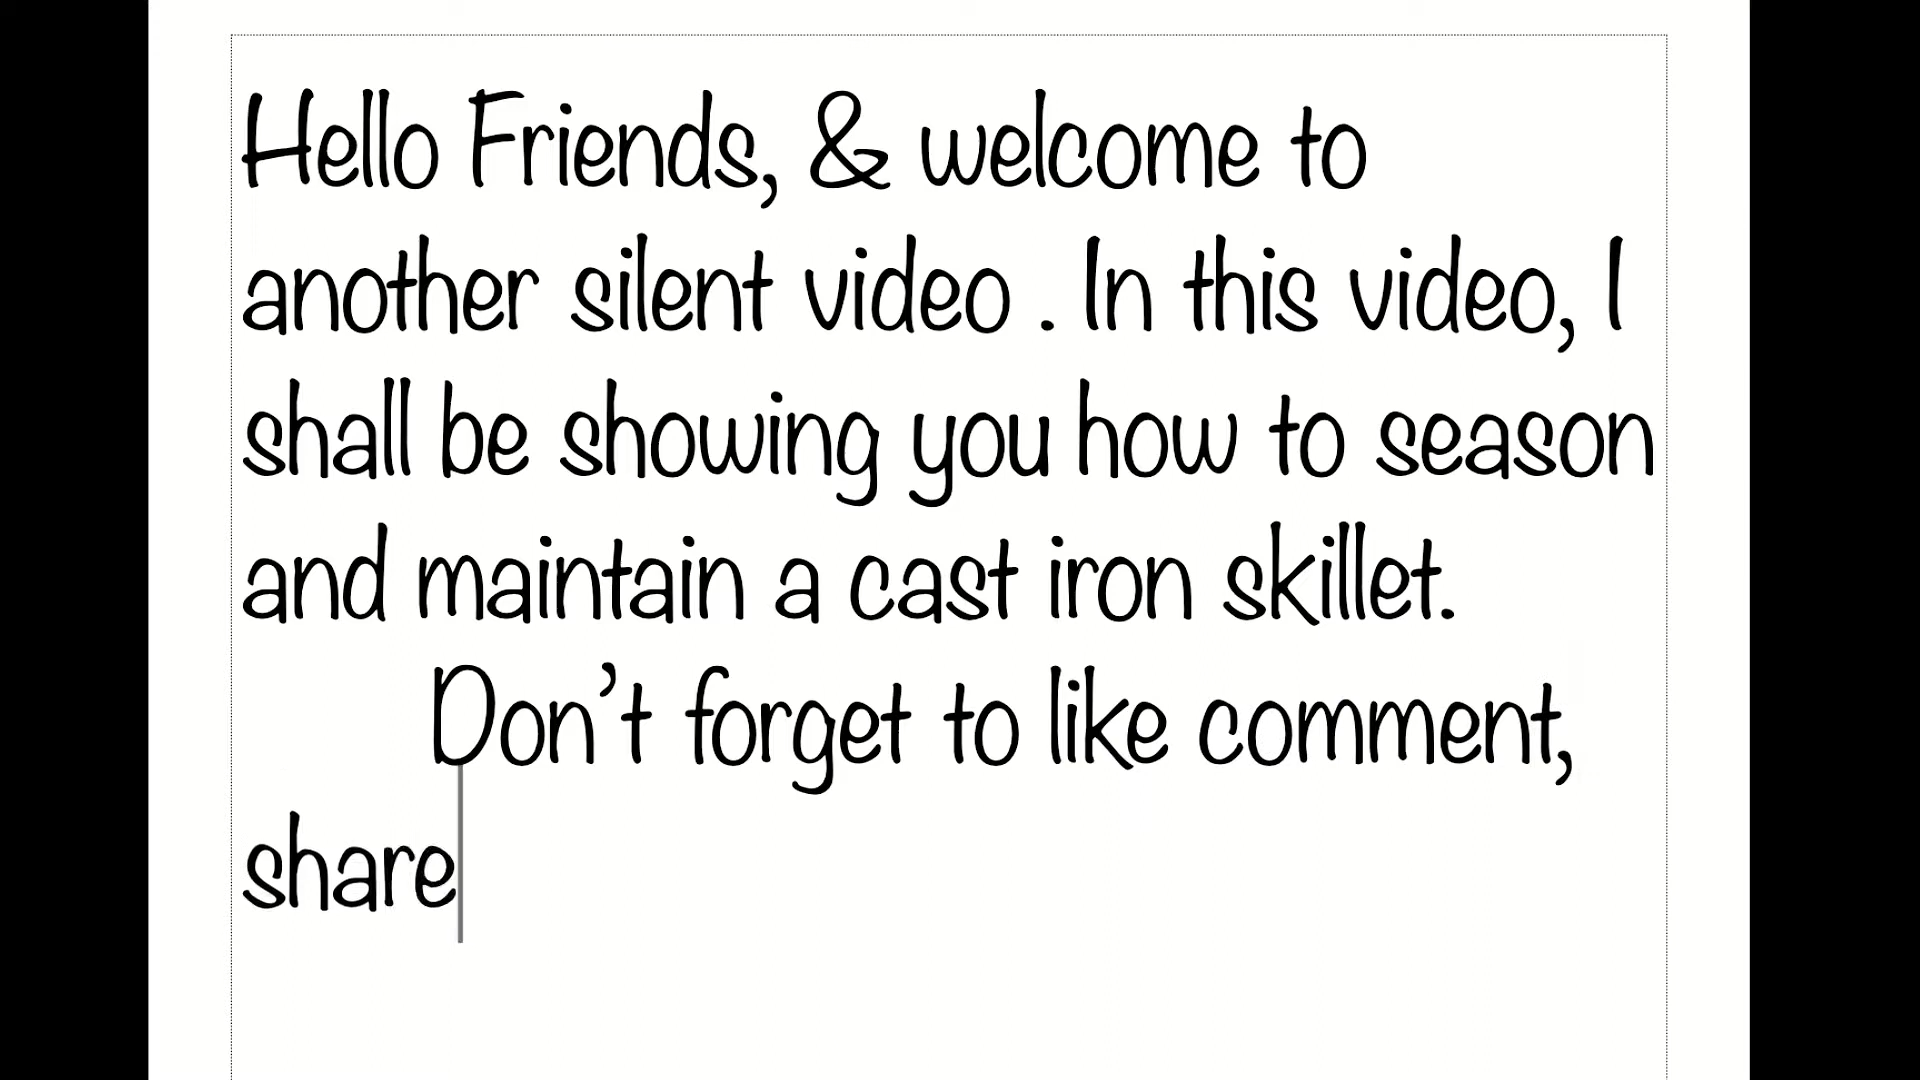 Hello Friends, & welcome to
another silent video . In this video, I
shall be showing you how to season
and maintain a cast iron skillet.
Don’t forget to like comment,
share